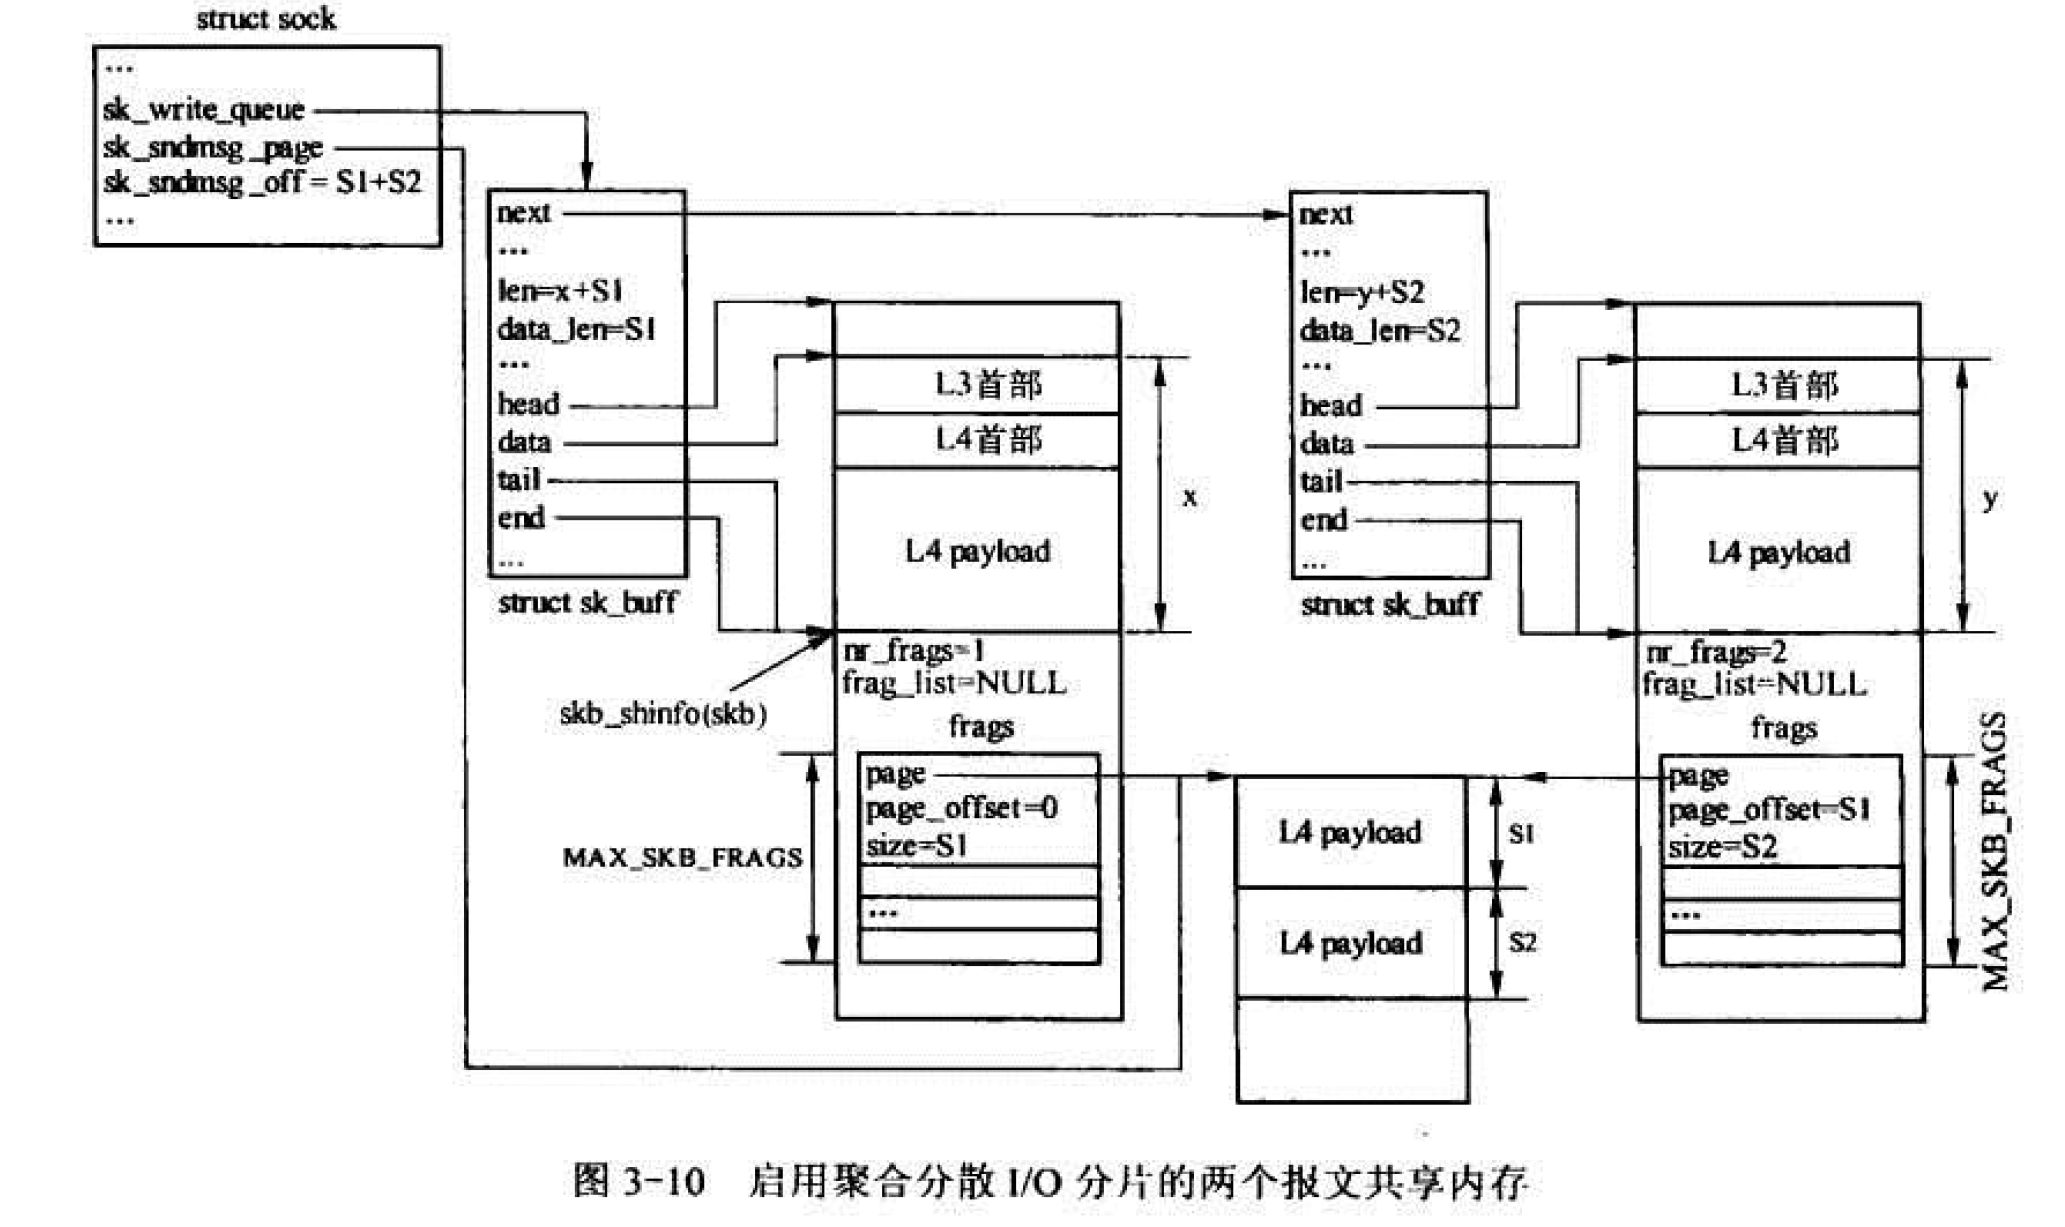 struct sock
...
sk_write_queue
sk_sndmsg_page
sk_sndmsg_off = S1+S2
...
next
...
len=x+S1
data_len=S1
...
head
data
tail
end
...
struct sk_buff
L3首部
L4首部
L4 payload
x
nr_frags=1
frag_list=NULL
skb_shinfo(skb)
frags
page
page_offset=0
size=S1
...
MAX_SKB_FRAGS
L4 payload
S1
L4 payload
S2
next
...
len=y+S2
data_len=S2
...
head
data
tail
end
...
struct sk_buff
L3首部
L4首部
L4 payload
y
nr_frags=2
frag_list=NULL
frags
page
page_offset=S1
size=S2
...
MAX_SKB_FRAGS
图 3-10 启用聚合分散 I/O 分片的两个报文共享内存